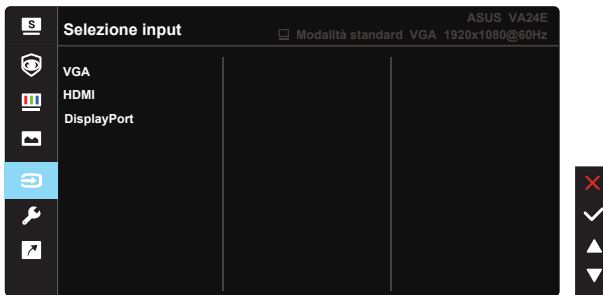 S
Selezione input
ASUS VA24E
Modalità standard VGA 1920x1080@60Hz
VGA
HDMI
DisplayPort